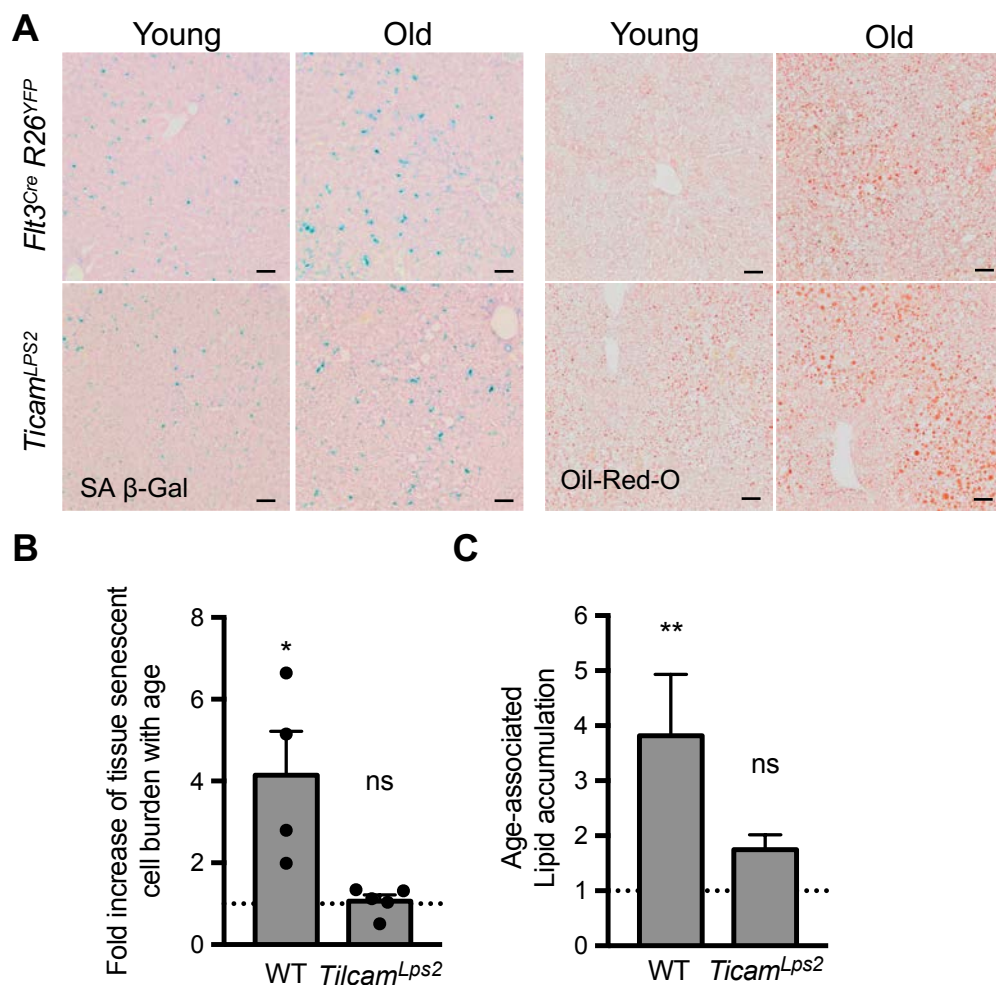 A
Young
Old
Young
Old
Flt3Cre R26YFP
TicamLPS2
SA β-Gal
Oil-Red-O
B
Fold increase of tissue senescent
cell burden with age
8
6
4
2
0
*
ns
WT
TilcamLps2
C
Age-associated
Lipid accumulation
6
5
4
3
2
1
0
**
ns
WT
TicamLps2